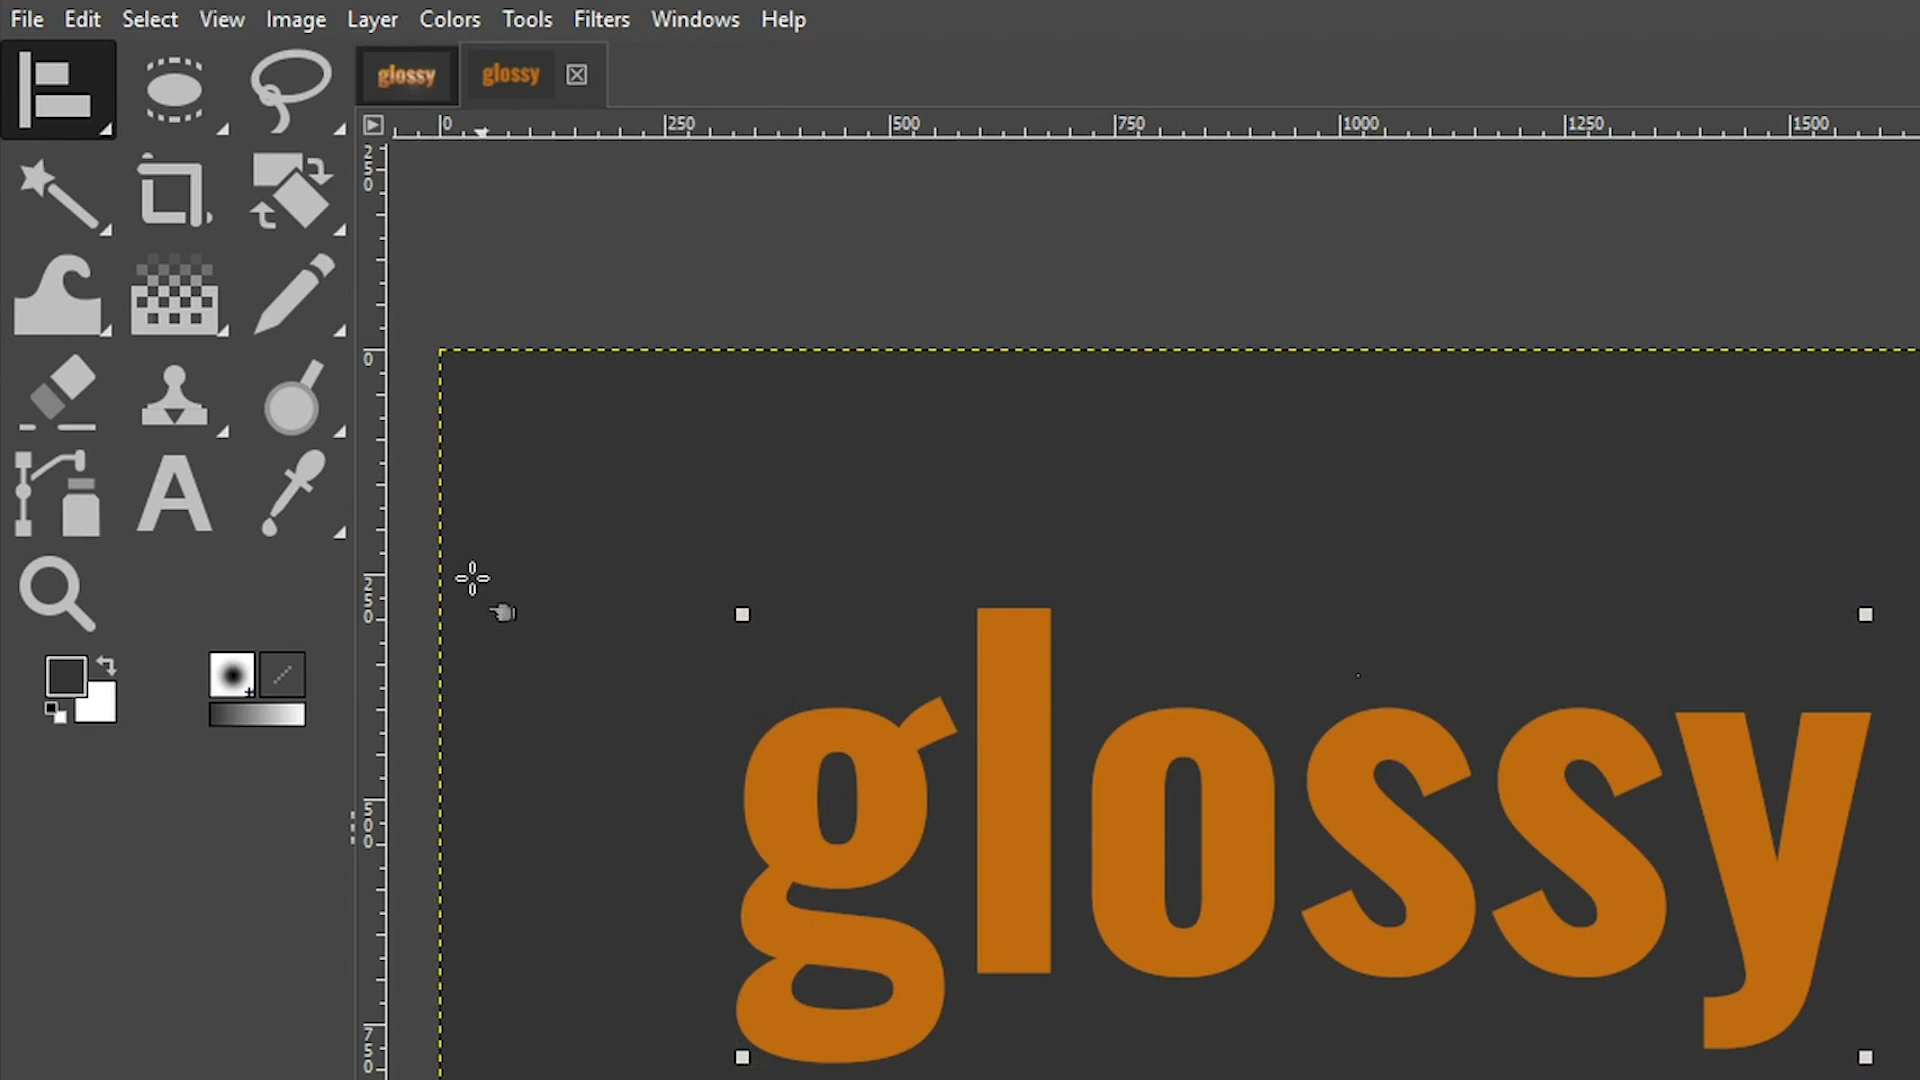 File Edit Select View Image Layer Colors Tools Filters Windows Help
glossy glossy
0 250 500 750 1000 1250 1500
250
0
250
500
750
glossy